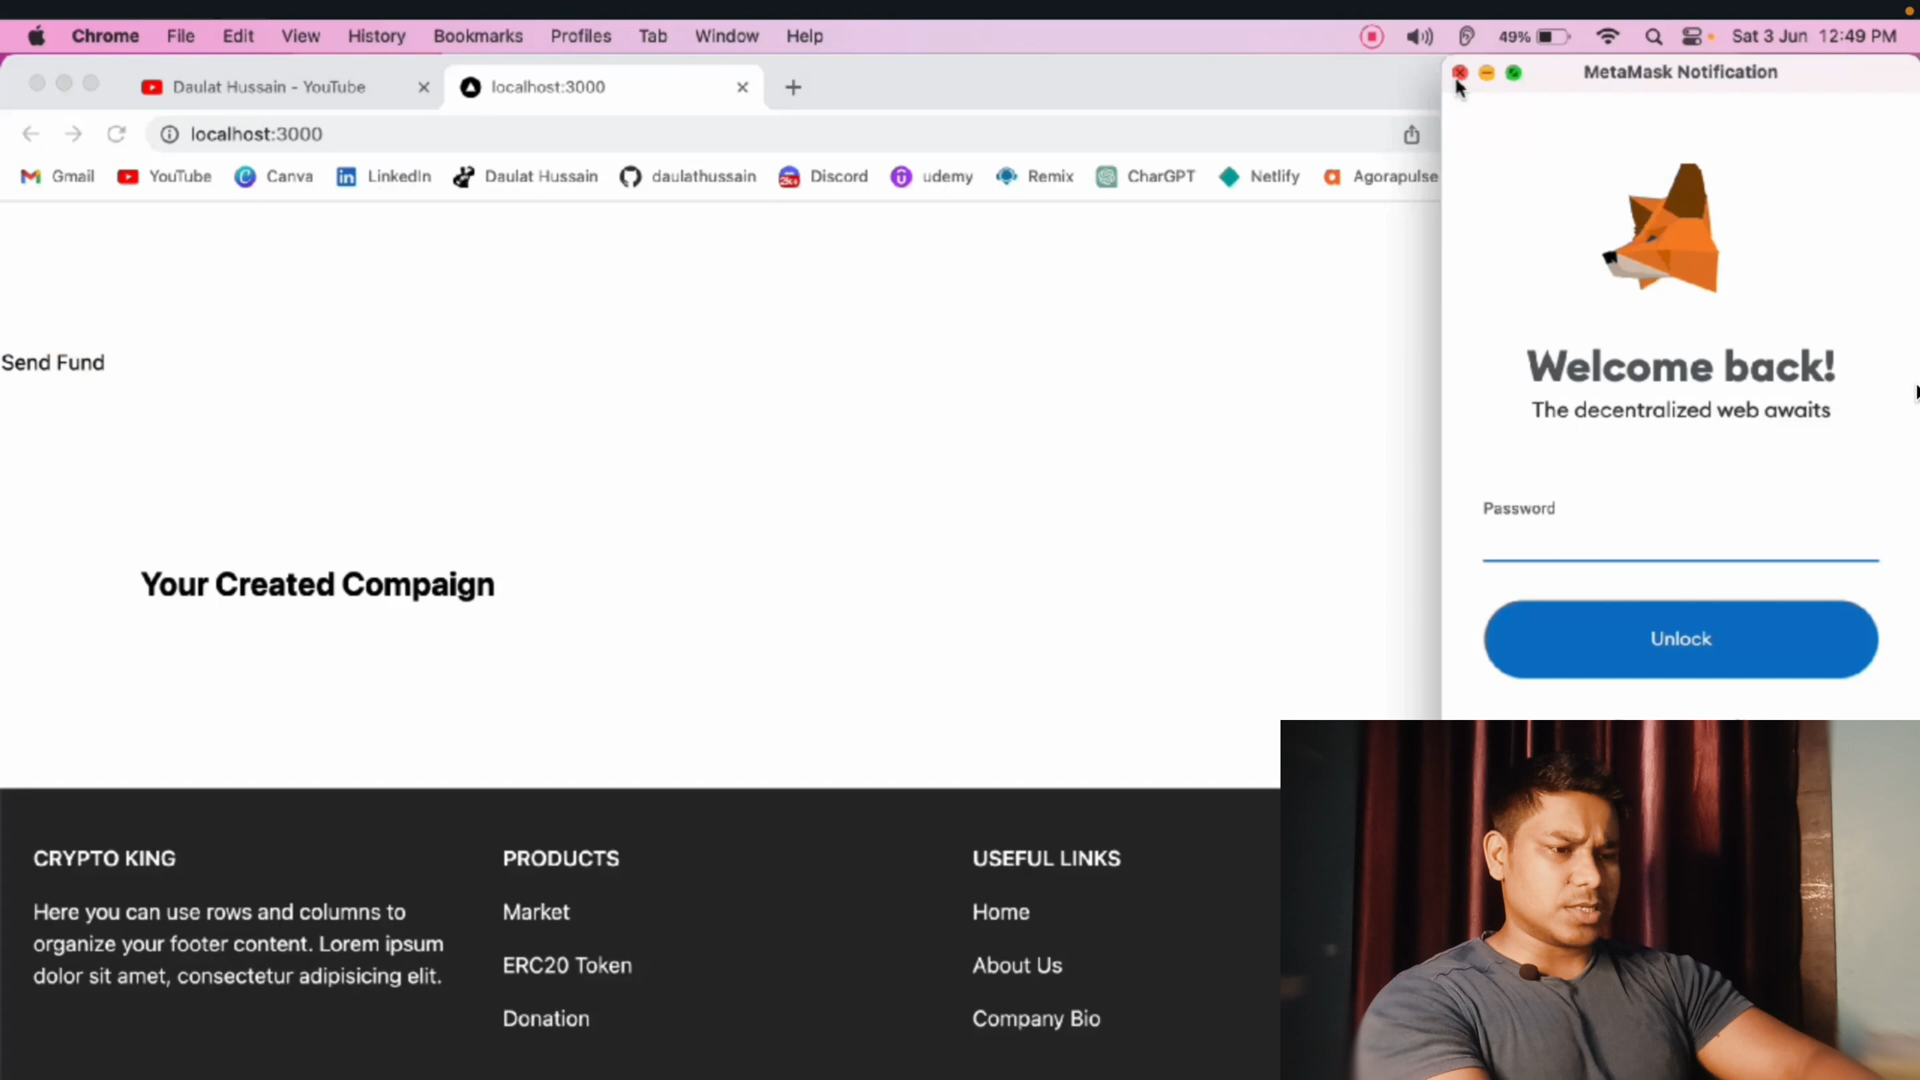 Chrome File Edit View History Bookmarks Profiles Tab Window Help 49% Sat 3 Jun 12:49 PM
Daulat Hussain - YouTube localhost:3000
MetaMask Notification
localhost:3000
Gmail YouTube Canva LinkedIn Daulat Hussain daulathussain Discord udemy Remix CharGPT Netlify Agorapulse
Send Fund
Your Created Compaign
Welcome back!
The decentralized web awaits
Password
Unlock
CRYPTO KING
Here you can use rows and columns to
organize your footer content. Lorem ipsum
dolor sit amet, consectetur adipisicing elit.
PRODUCTS
Market
ERC20 Token
Donation
USEFUL LINKS
Home
About Us
Company Bio